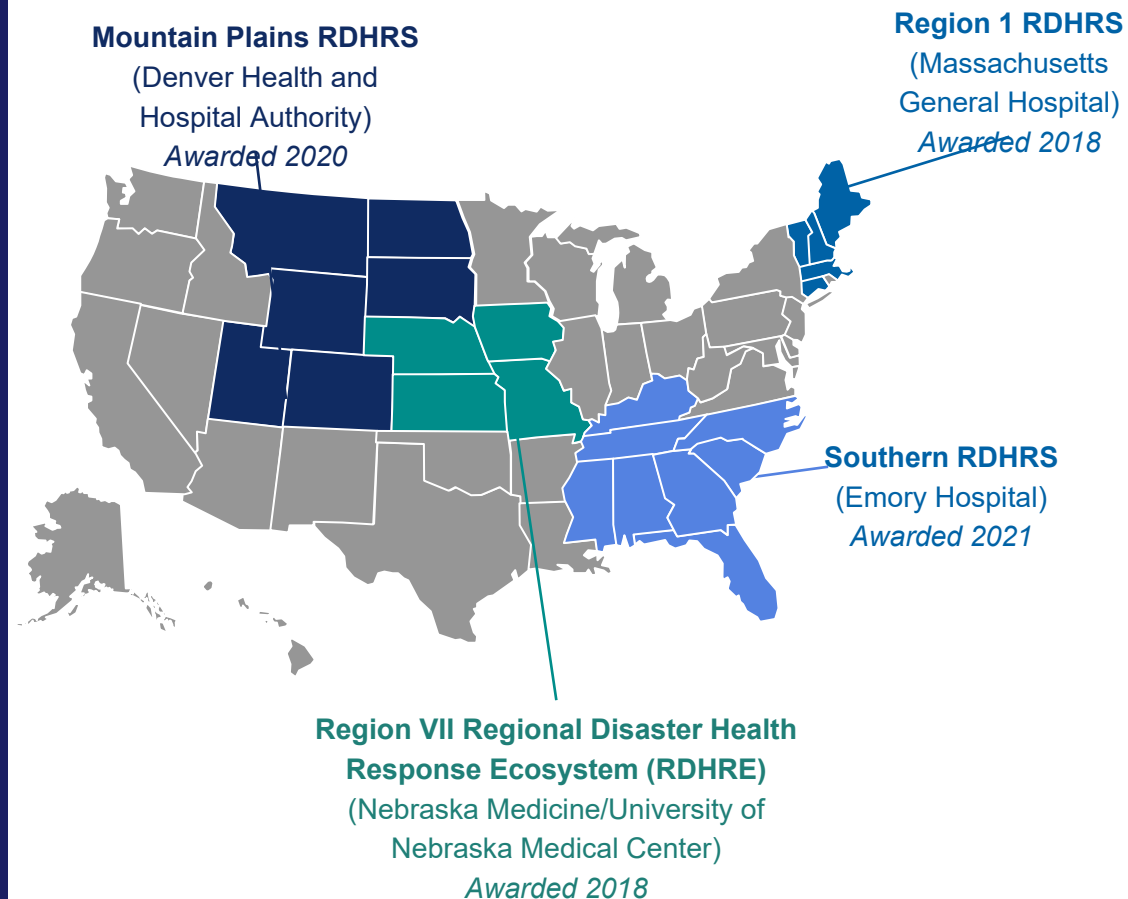 Mountain Plains RDHRS
(Denver Health and
Hospital Authority)
Awarded 2020
Region 1 RDHRS
(Massachusetts
General Hospital)
Awarded 2018
Southern RDHRS
(Emory Hospital)
Awarded 2021
Region VII Regional Disaster Health
Response Ecosystem (RDHRE)
(Nebraska Medicine/University of
Nebraska Medical Center)
Awarded 2018